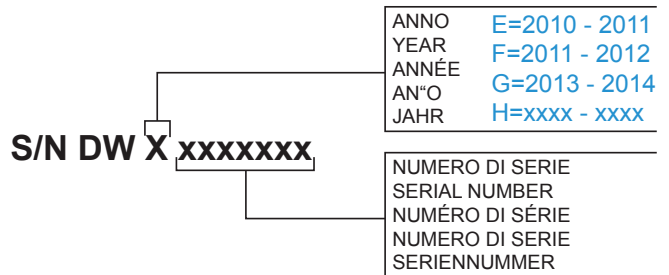 ANNO
YEAR
ANNÉE
AN“O
JAHR
E=2010 - 2011
F=2011 - 2012
G=2013 - 2014
H=xxxx - xxxx
S/N DW X xxxxxxx
NUMERO DI SERIE
SERIAL NUMBER
NUMÉRO DI SÉRIE
NUMERO DI SERIE
SERIENNUMMER